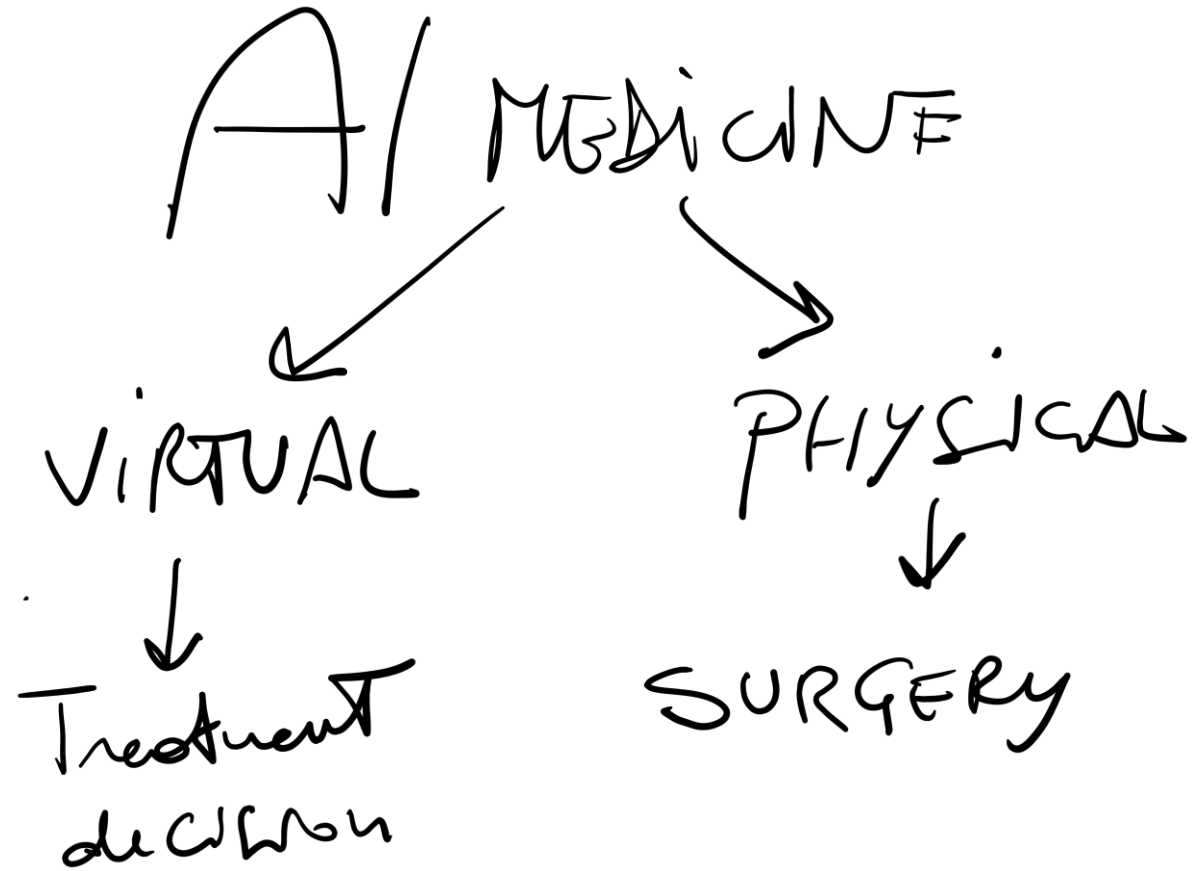 AI MEDICINE
VIRTUAL
PHYSICAL
Treatment
decision
SURGERY